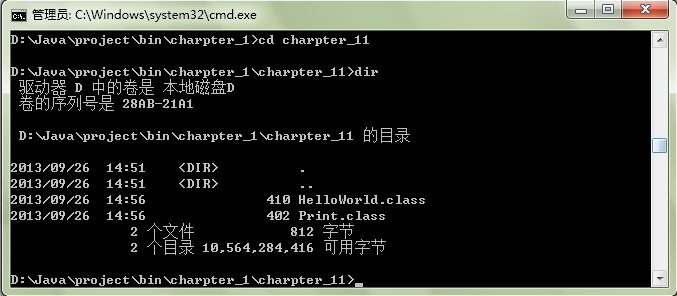 管理员: C:\Windows\system32\cmd.exe
D:\Java\project\bin\charpter_1>cd charpter_11
D:\Java\project\bin\charpter_1\charpter_11>dir
驱动器 D 中的卷是 本地磁盘D
卷的序列号是 28AB-21A1
D:\Java\project\bin\charpter_1\charpter_11 的目录
2013/09/26  14:51    <DIR>          .
2013/09/26  14:51    <DIR>          ..
2013/09/26  14:56               410 HelloWorld.class
2013/09/26  14:56               402 Print.class
2 个文件            812 字节
2 个目录 10,564,284,416 可用字节
D:\Java\project\bin\charpter_1\charpter_11>